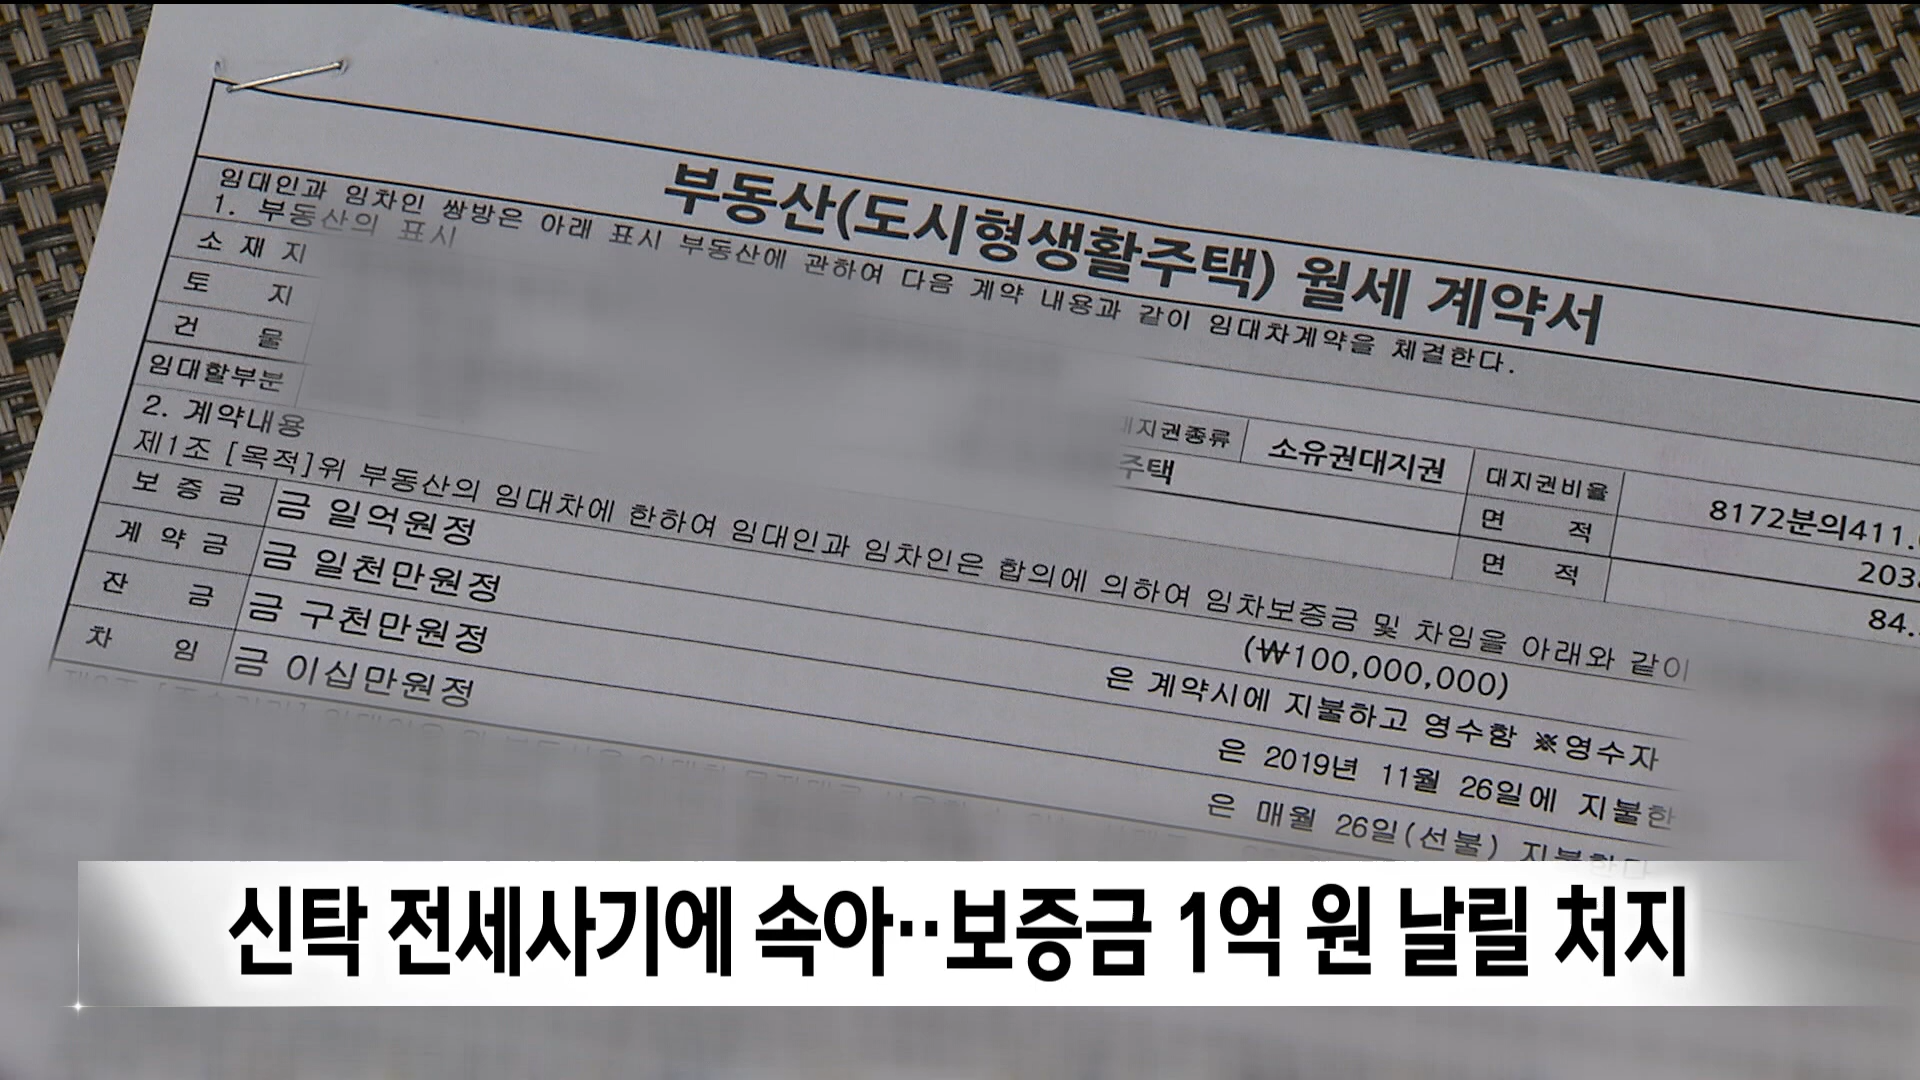 부동산(도시형생활주택) 월세 계약서
임대인과 임차인 쌍방은 아래 표시 부동산에 관하여 다음 계약 내용과 같이 임대차계약을 체결한다.
1. 부동산의 표시
소 재 지
토 지
건 물
임대할부분
대지권종류 소유권대지권 대지권비율 8172분의411.
주택 면 적
면 적 84.
2. 계약내용
제1조 [목적]위 부동산의 임대차에 한하여 임대인과 임차인은 합의에 의하여 임차보증금 및 차임을 아래와 같이
보 증 금 금 일억원정 (₩100,000,000)
계 약 금 금 일천만원정 은 계약시에 지불하고 영수함 ※영수자
잔 금 금 구천만원정 은 2019년 11월 26일에 지불한
차 임 금 이십만원정 은 매월 26일(선불) 지불한다
신탁 전세사기에 속아··보증금 1억 원 날릴 처지